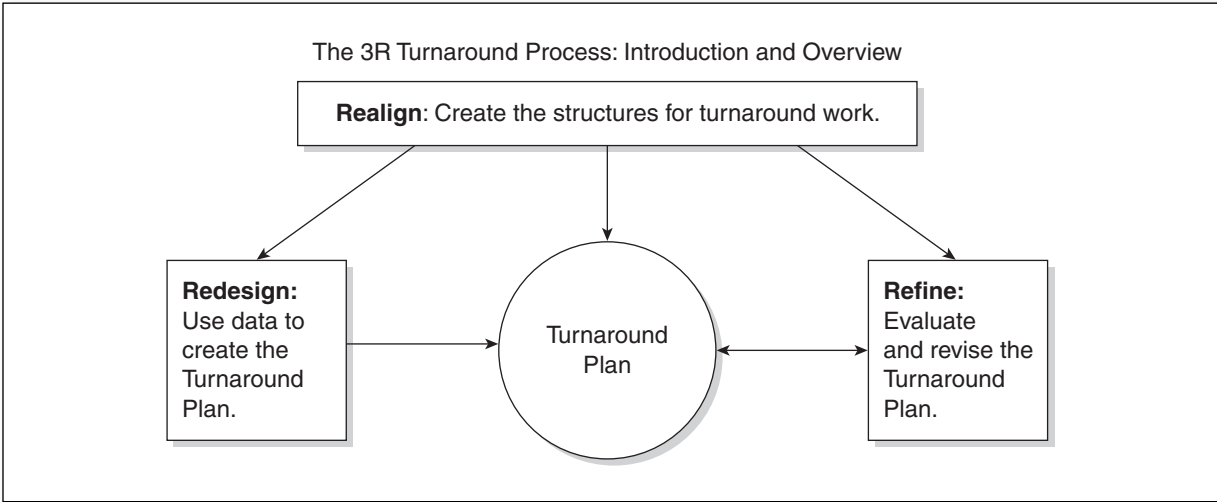 The 3R Turnaround Process: Introduction and Overview
Realign: Create the structures for turnaround work.
Redesign:
Use data to
create the
Turnaround
Plan.
Turnaround
Plan
Refine:
Evaluate
and revise the
Turnaround
Plan.